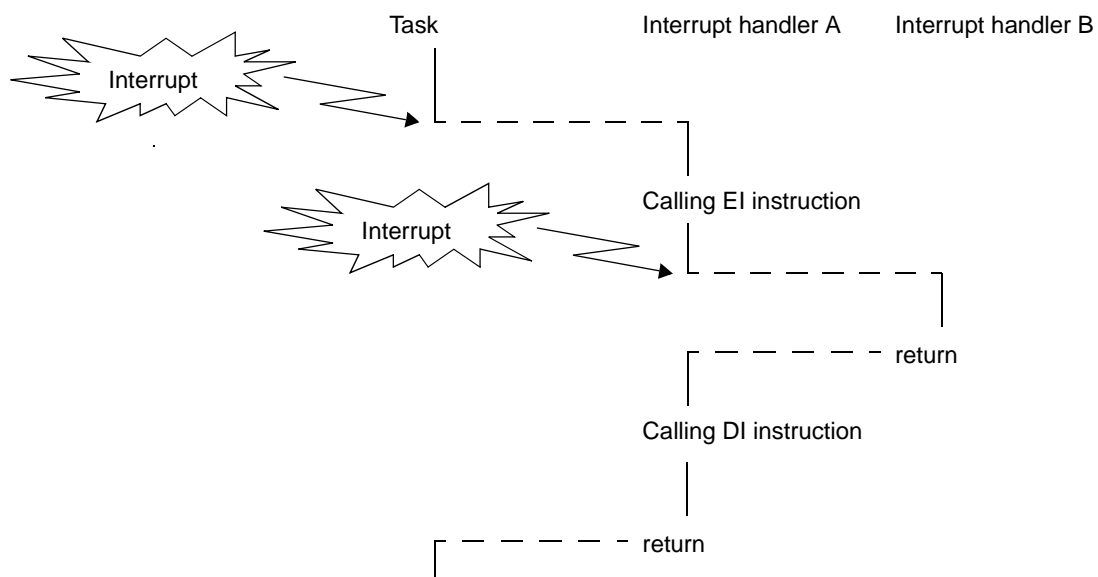 Task
Interrupt handler A
Interrupt handler B
Interrupt
Calling EI instruction
Interrupt
return
Calling DI instruction
return